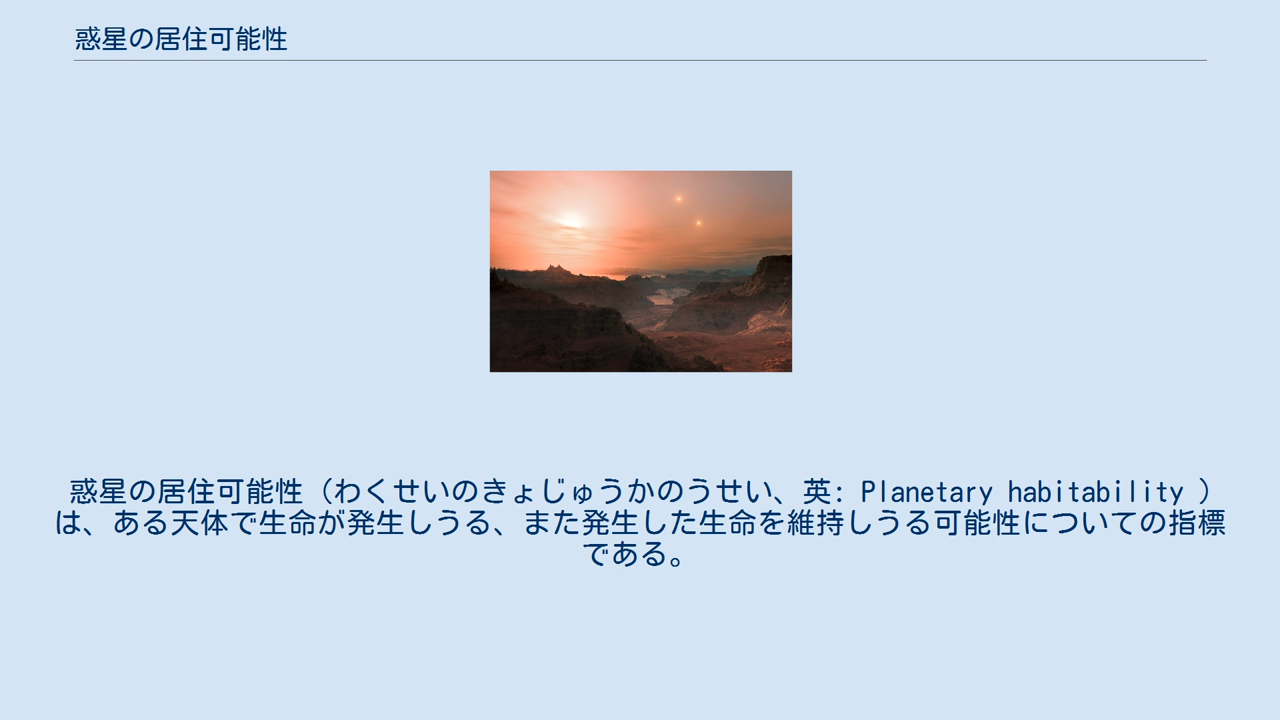 惑星の居住可能性
惑星の居住可能性（わくせいのきょじゅうかのうせい、英: Planetary habitability ）
は、ある天体で生命が発生しうる、また発生した生命を維持しうる可能性についての指標
である。